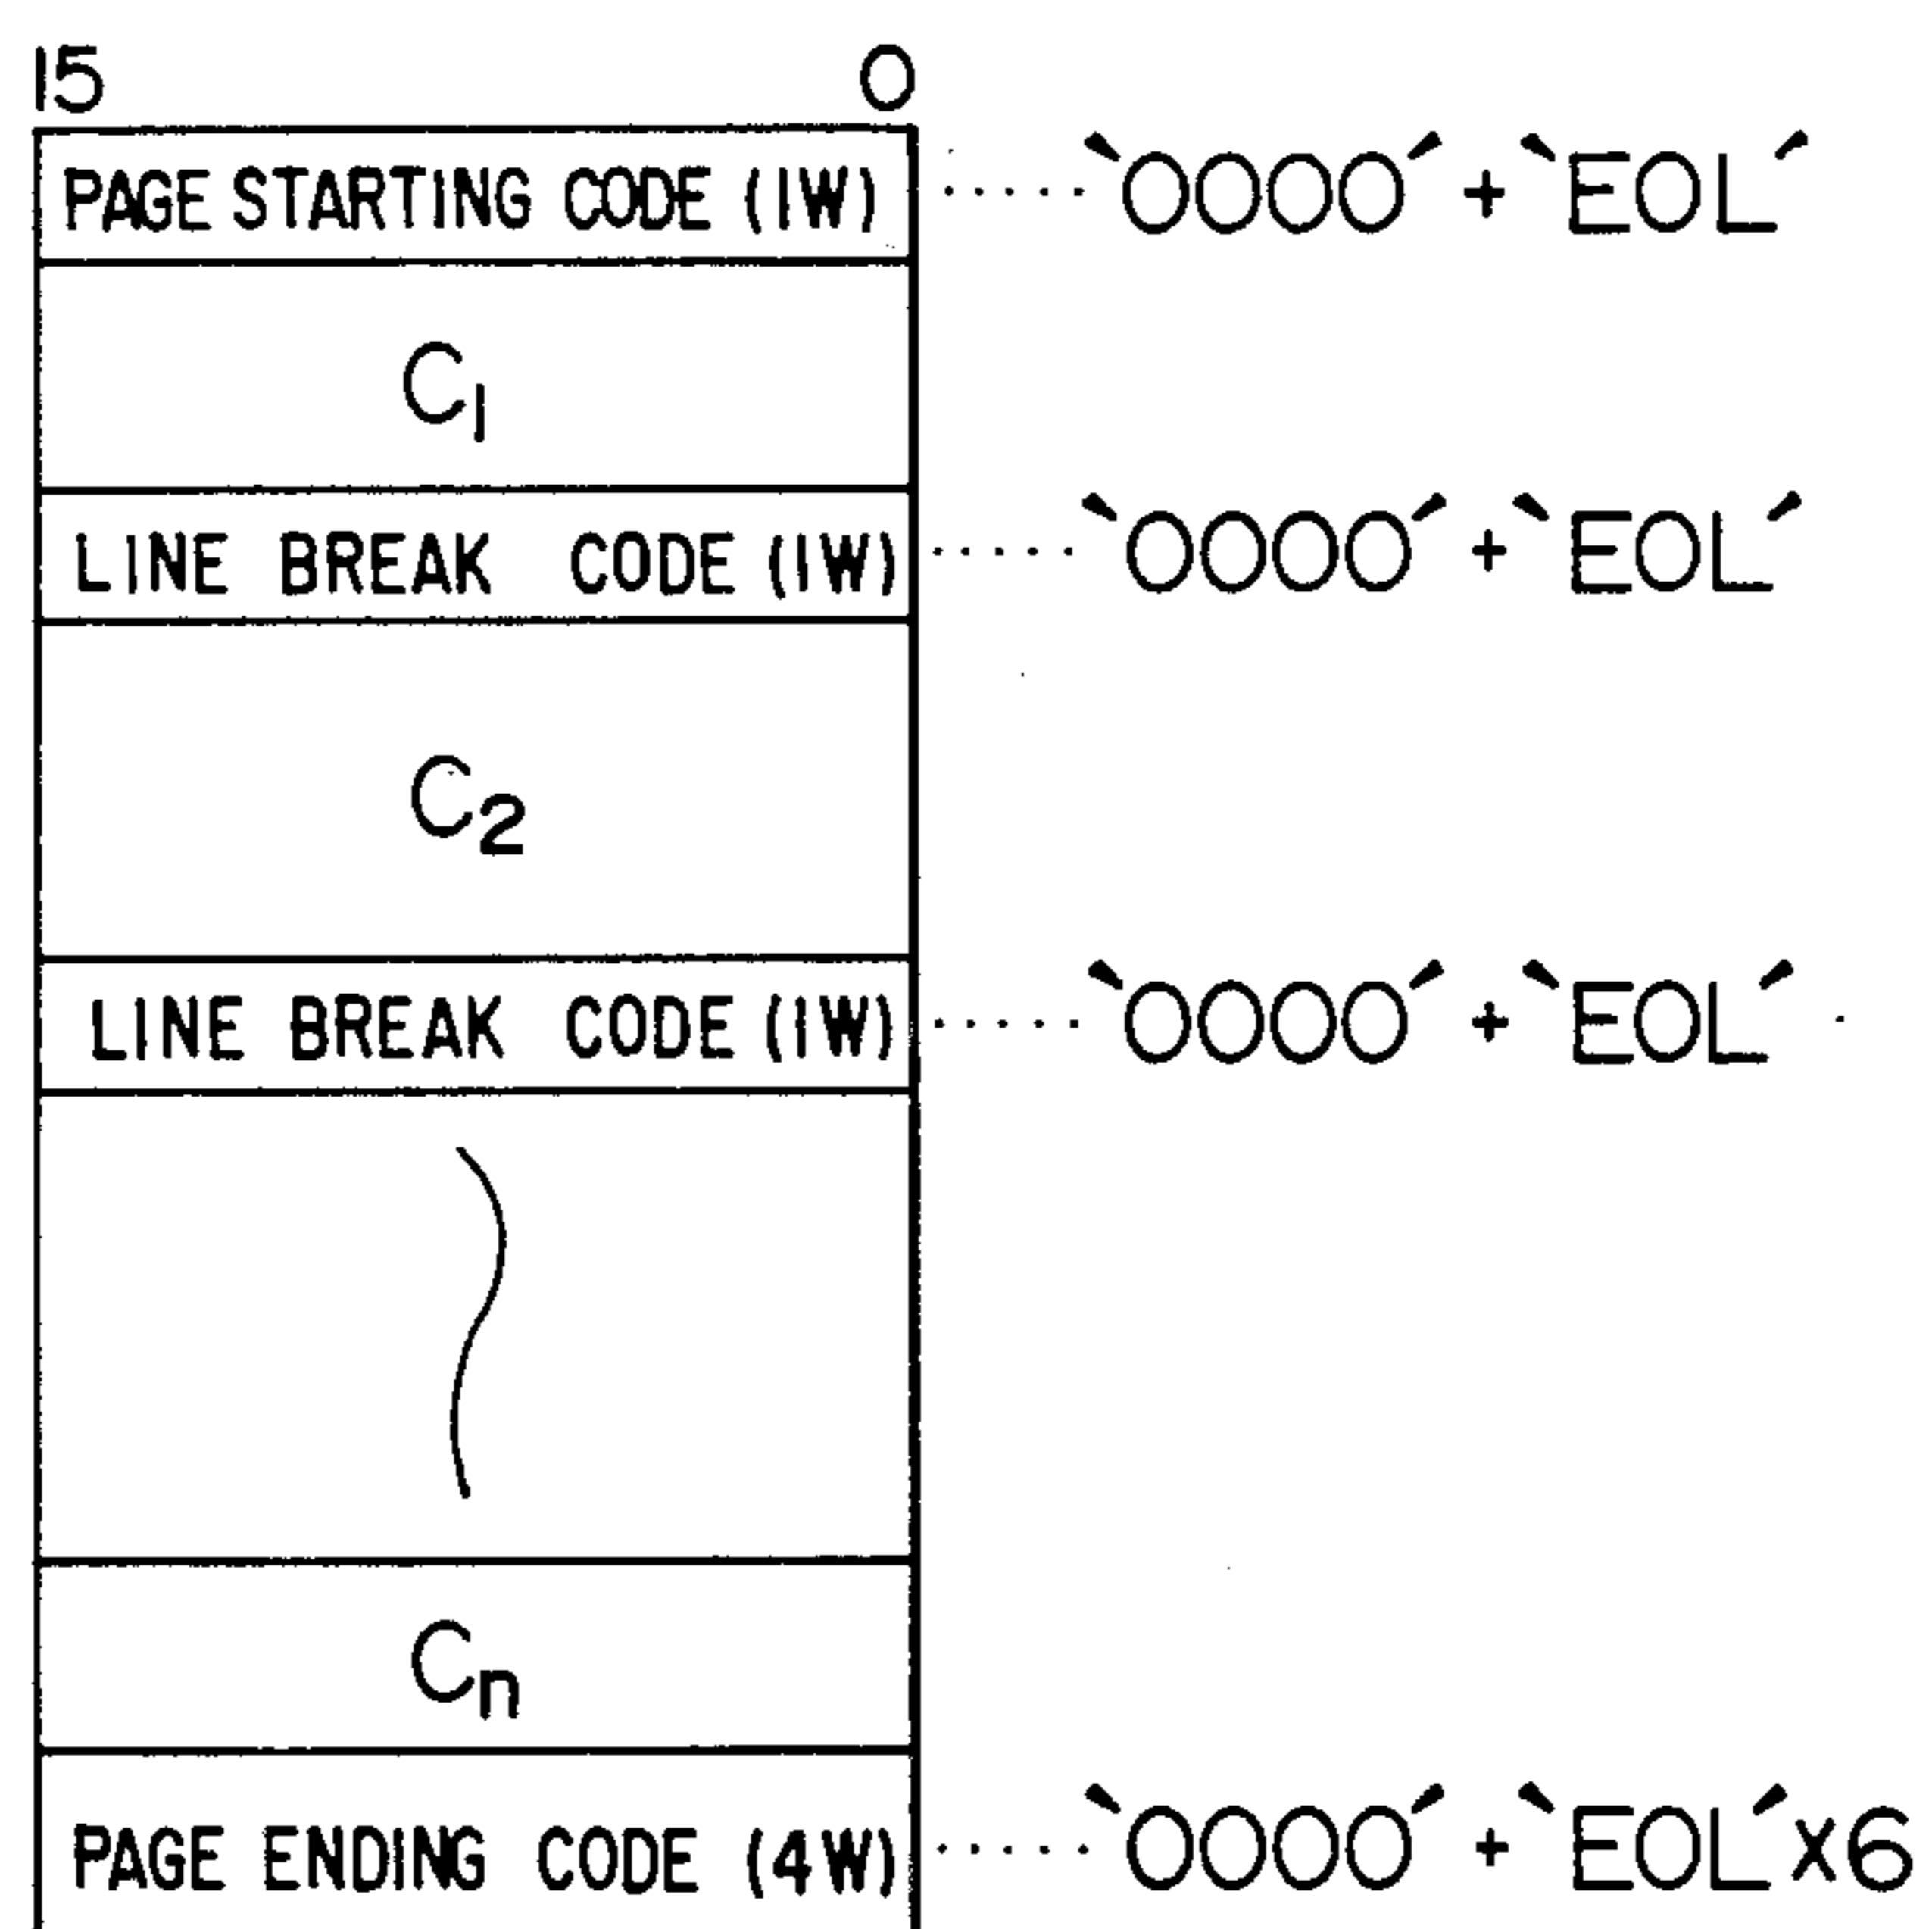 15 0
PAGE STARTING CODE (1W) ..... `0000´ + `EOL´
C1
LINE BREAK CODE (1W) ..... `0000´ + `EOL´
C2
LINE BREAK CODE (1W) ..... `0000´ + `EOL´
Cn
PAGE ENDING CODE (4W) ..... `0000´ + `EOL´x6